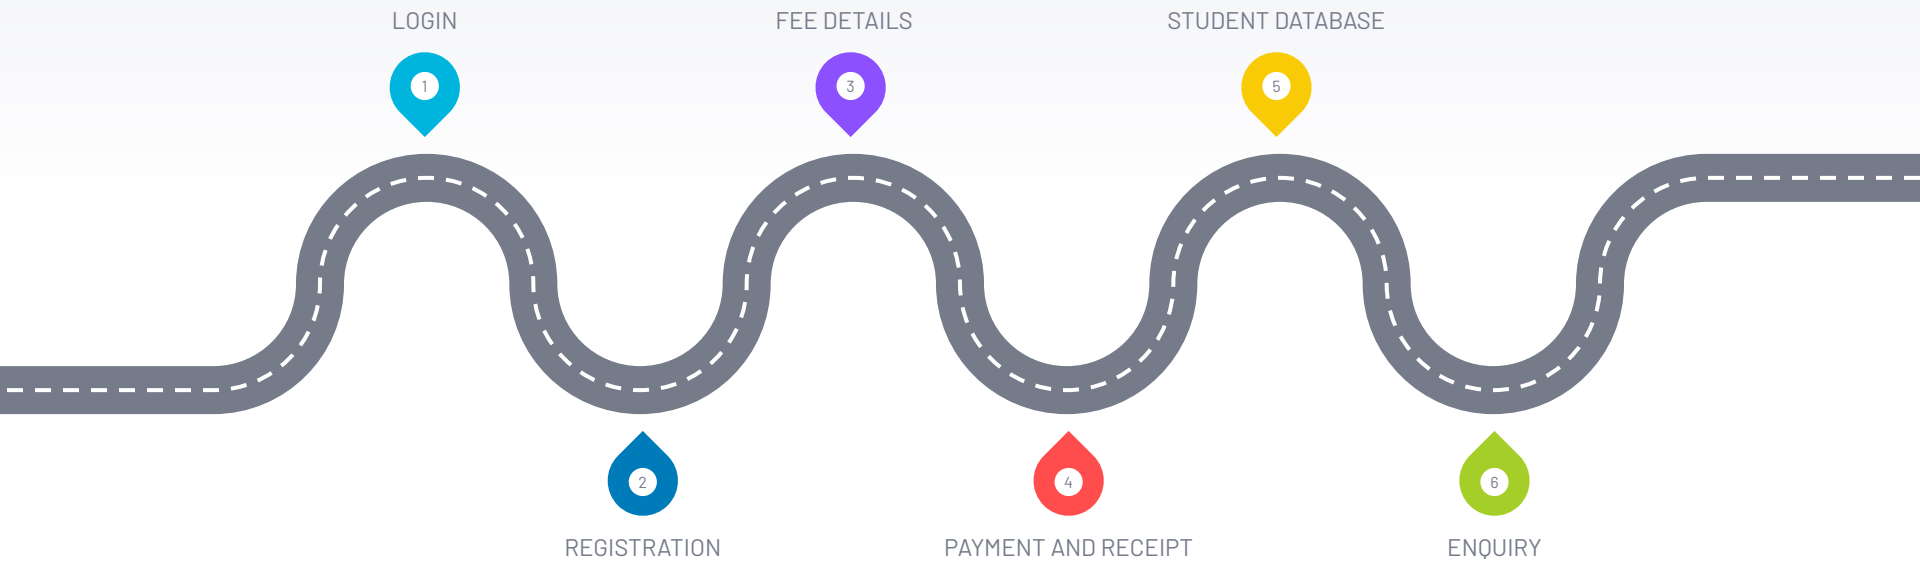 LOGIN
1
REGISTRATION
2
FEE DETAILS
3
PAYMENT AND RECEIPT
4
STUDENT DATABASE
5
ENQUIRY
6